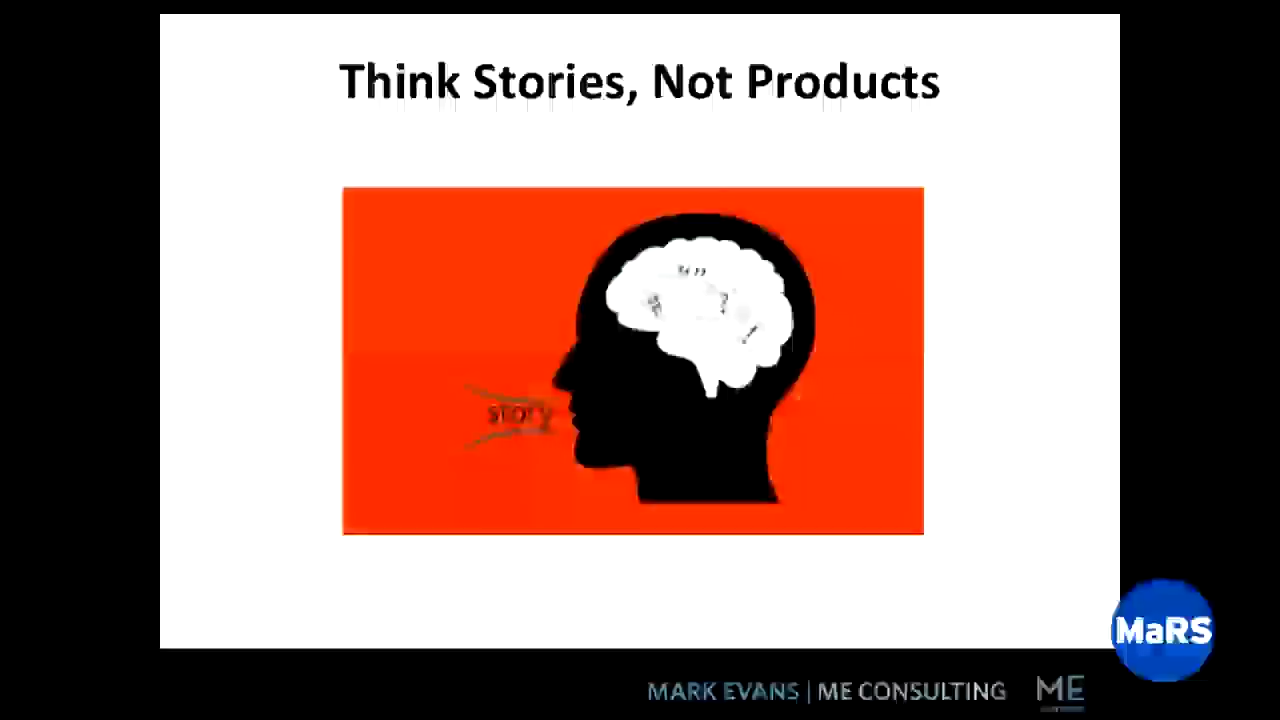 Think Stories, Not Products
story
MaRS
MARK EVANS | ME CONSULTING ME